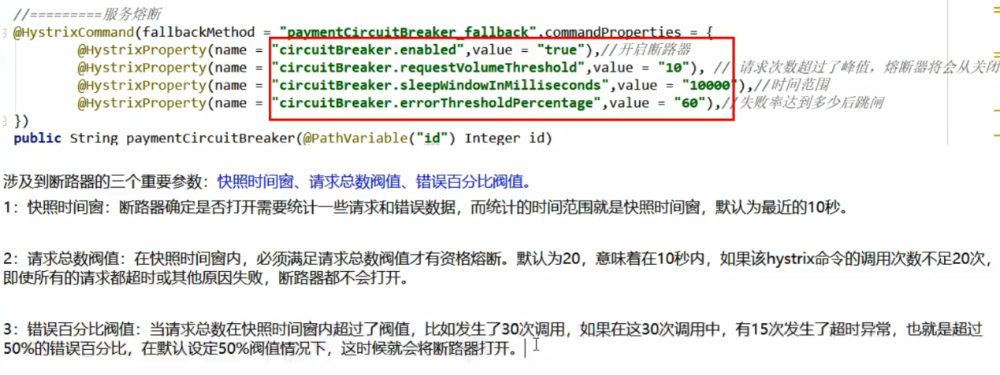 //=========服务熔断
@HystrixCommand(fallbackMethod = "paymentCircuitBreaker_fallback",commandProperties = {
@HystrixProperty(name = "circuitBreaker.enabled",value = "true"),//开启断路器
@HystrixProperty(name = "circuitBreaker.requestVolumeThreshold",value = "10"), // 请求次数超过了峰值，熔断器将会从关闭
@HystrixProperty(name = "circuitBreaker.sleepWindowInMilliseconds",value = "10000"),//时间范围
@HystrixProperty(name = "circuitBreaker.errorThresholdPercentage",value = "60"),//失败率达到多少后跳闸
})
public String paymentCircuitBreaker(@PathVariable("id") Integer id)
涉及到断路器的三个重要参数：快照时间窗、请求总数阀值、错误百分比阀值。
1：快照时间窗：断路器确定是否打开需要统计一些请求和错误数据，而统计的时间范围就是快照时间窗，默认为最近的10秒。
2：请求总数阀值：在快照时间窗内，必须满足请求总数阀值才有资格熔断。默认为20，意味着在10秒内，如果该hystrix命令的调用次数不足20次，
即使所有的请求都超时或其他原因失败，断路器都不会打开。
3：错误百分比阀值：当请求总数在快照时间窗内超过了阀值，比如发生了30次调用，如果在这30次调用中，有15次发生了超时异常，也就是超过
50%的错误百分比，在默认设定50%阀值情况下，这时候就会将断路器打开。